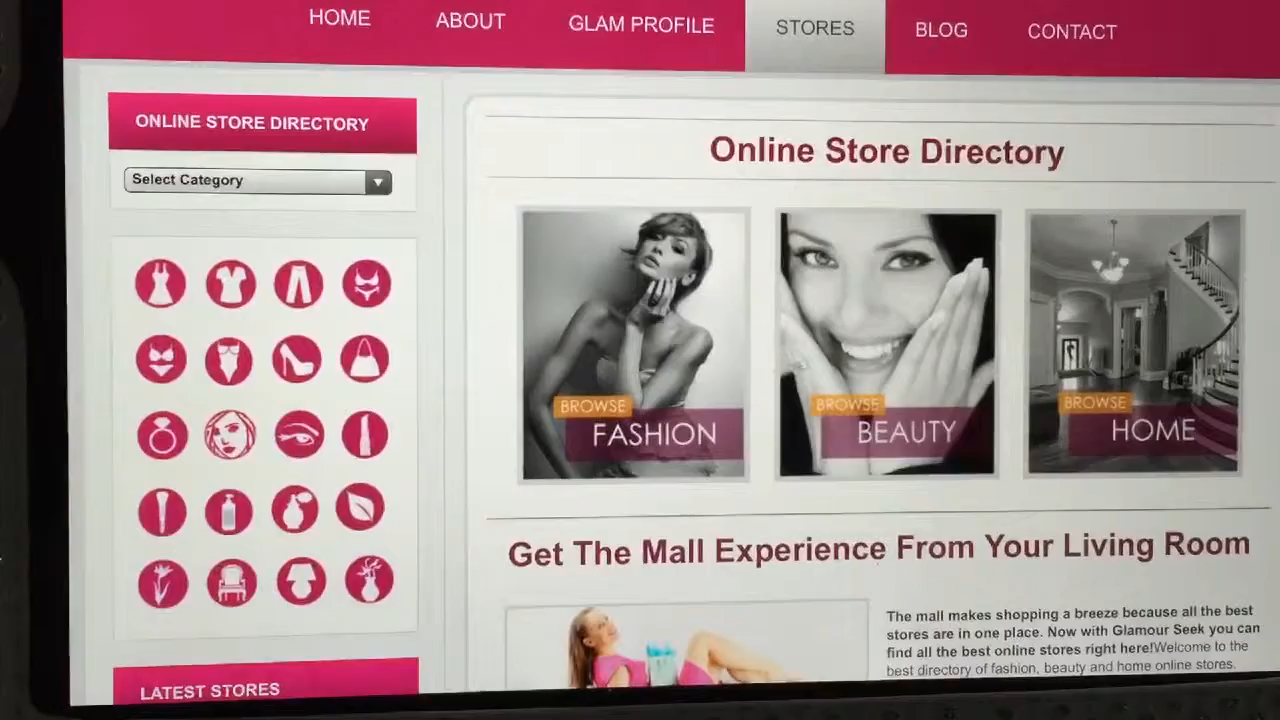 HOME ABOUT GLAM PROFILE STORES BLOG CONTACT
ONLINE STORE DIRECTORY
Select Category
Online Store Directory
BROWSE
FASHION
BROWSE
BEAUTY
BROWSE
HOME
Get The Mall Experience From Your Living Room
The mall makes shopping a breeze because all the best
stores are in one place. Now with Glamour Seek you can
find all the best online stores right here!Welcome to the
best directory of fashion, beauty and home online stores.
LATEST STORES